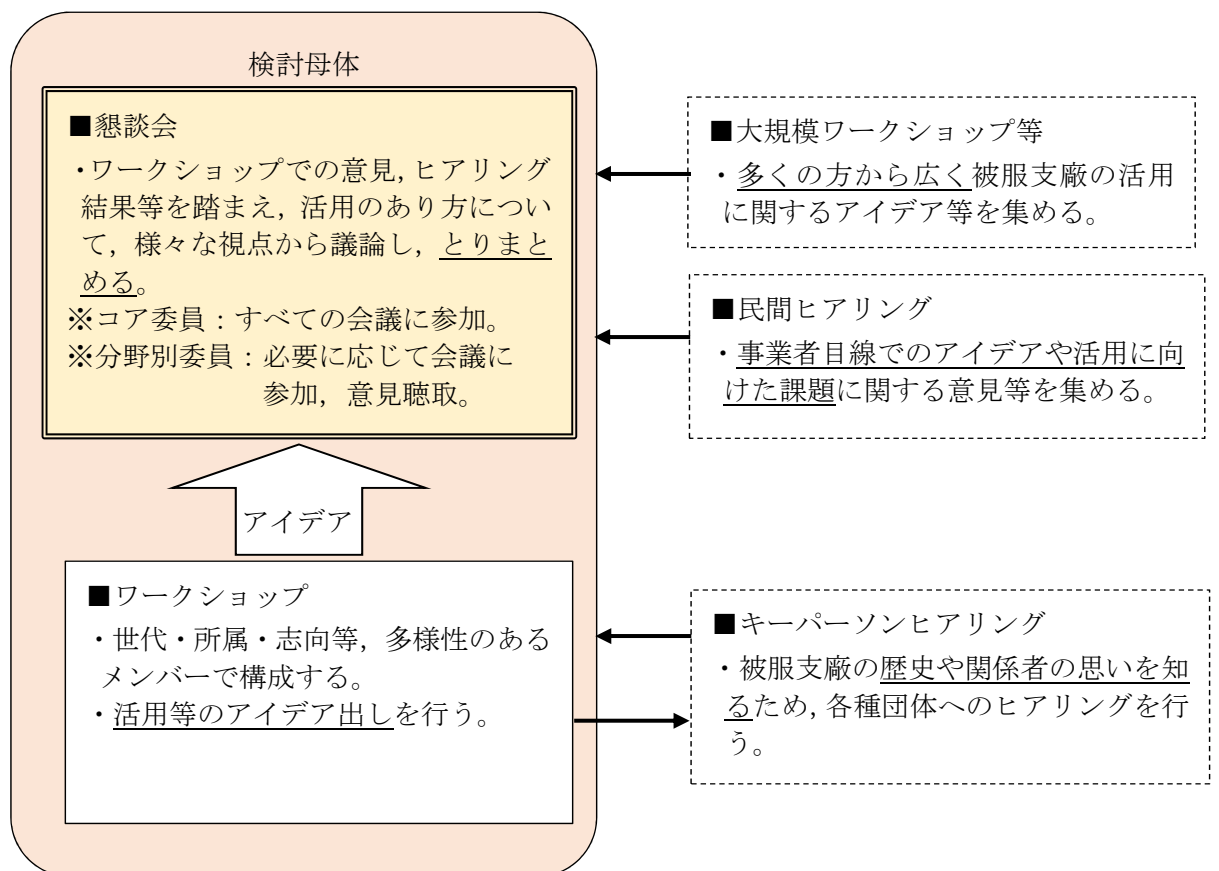 検討母体
■懇談会
・ワークショップでの意見，ヒアリング
結果等を踏まえ，活用のあり方につい
て，様々な視点から議論し，とりまと
める。
※コア委員：すべての会議に参加。
※分野別委員：必要に応じて会議に
参加，意見聴取。
アイデア
■ワークショップ
・世代・所属・志向等，多様性のある
メンバーで構成する。
・活用等のアイデア出しを行う。
■大規模ワークショップ等
・多くの方から広く被服支廠の活用
に関するアイデア等を集める。
■民間ヒアリング
・事業者目線でのアイデアや活用に向
けた課題に関する意見等を集める。
■キーパーソンヒアリング
・被服支廠の歴史や関係者の思いを知
るため，各種団体へのヒアリングを行
う。